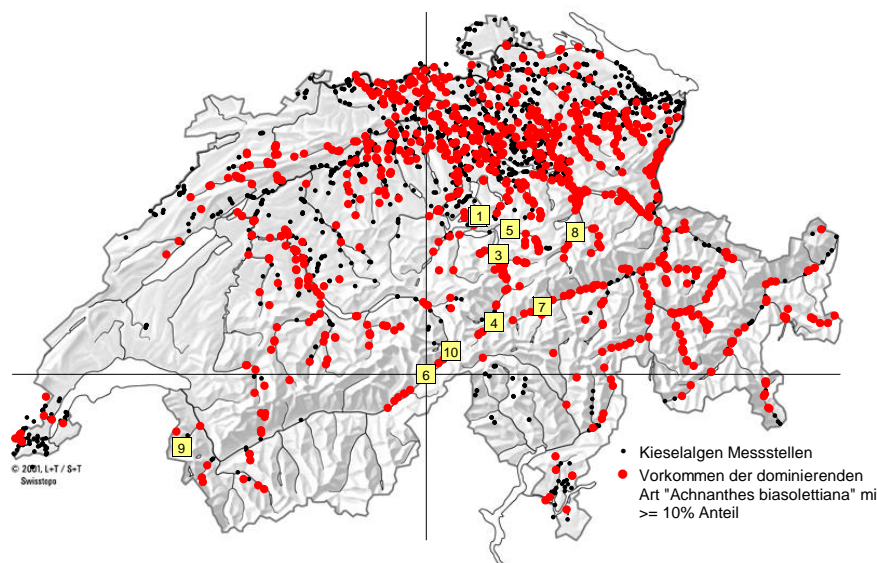 1
5
8
3
7
4
10
6
9
© 2001, L+T / S+T
Swisstopo
Kieselalgen Messstellen
Vorkommen der dominierenden
Art "Achnanthes biasolettiana" mi
>= 10% Anteil